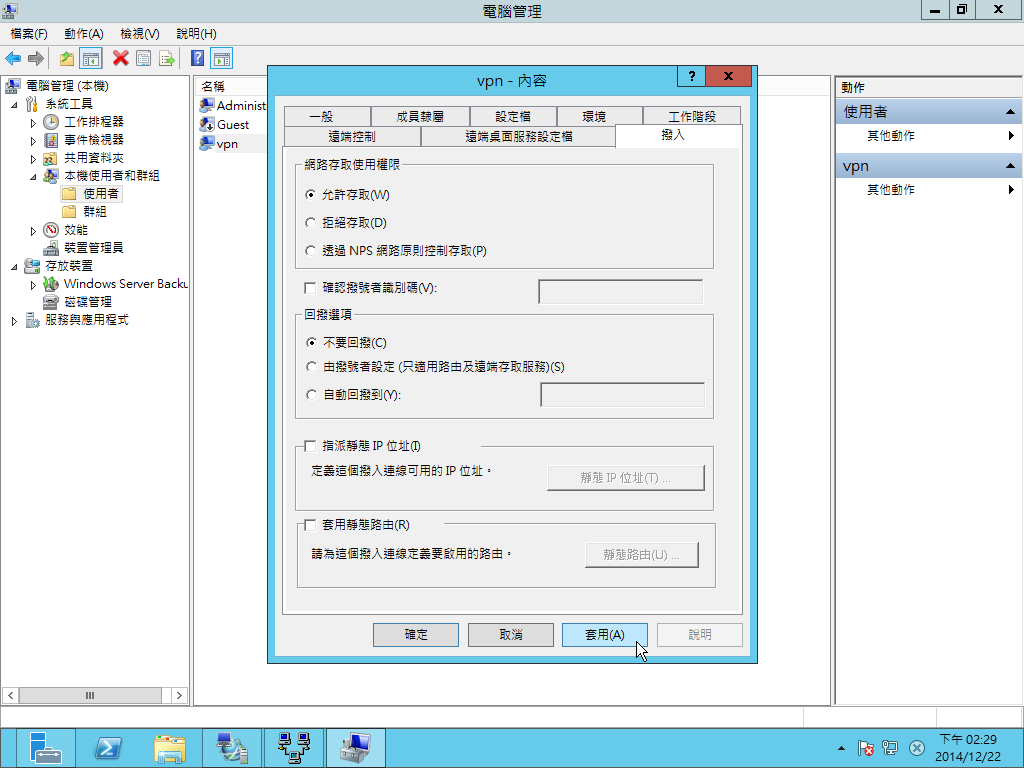 電腦管理
檔案(F) 動作(A) 檢視(V) 說明(H)
電腦管理 (本機)
系統工具
工作排程器
事件檢視器
共用資料夾
本機使用者和群組
使用者
群組
效能
裝置管理員
存放裝置
Windows Server Backu
磁碟管理
服務與應用程式
名稱
Administ
Guest
vpn
vpn - 內容
一般 成員隸屬 設定檔 環境 工作階段
遠端控制 遠端桌面服務設定檔 撥入
網路存取使用權限
允許存取(W)
拒絕存取(D)
透過 NPS 網路原則控制存取(P)
確認撥號者識別碼(V):
回撥選項
不要回撥(C)
由撥號者設定 (只適用路由及遠端存取服務)(S)
自動回撥到(Y):
指派靜態 IP 位址(I)
定義這個撥入連線可用的 IP 位址。
靜態 IP 位址(T) ...
套用靜態路由(R)
請為這個撥入連線定義要啟用的路由。
靜態路由(U) ...
確定 取消 套用(A) 說明
動作
使用者
其他動作
vpn
其他動作
下午 02:29
2014/12/22